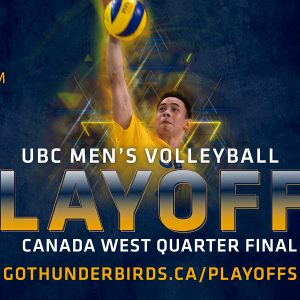 M
UBC MEN'S VOLLEYBALL
LAYOFF
CANADA WEST QUARTER FINAL
GOTHUNDERBIRDS.CA/PLAYOFFS